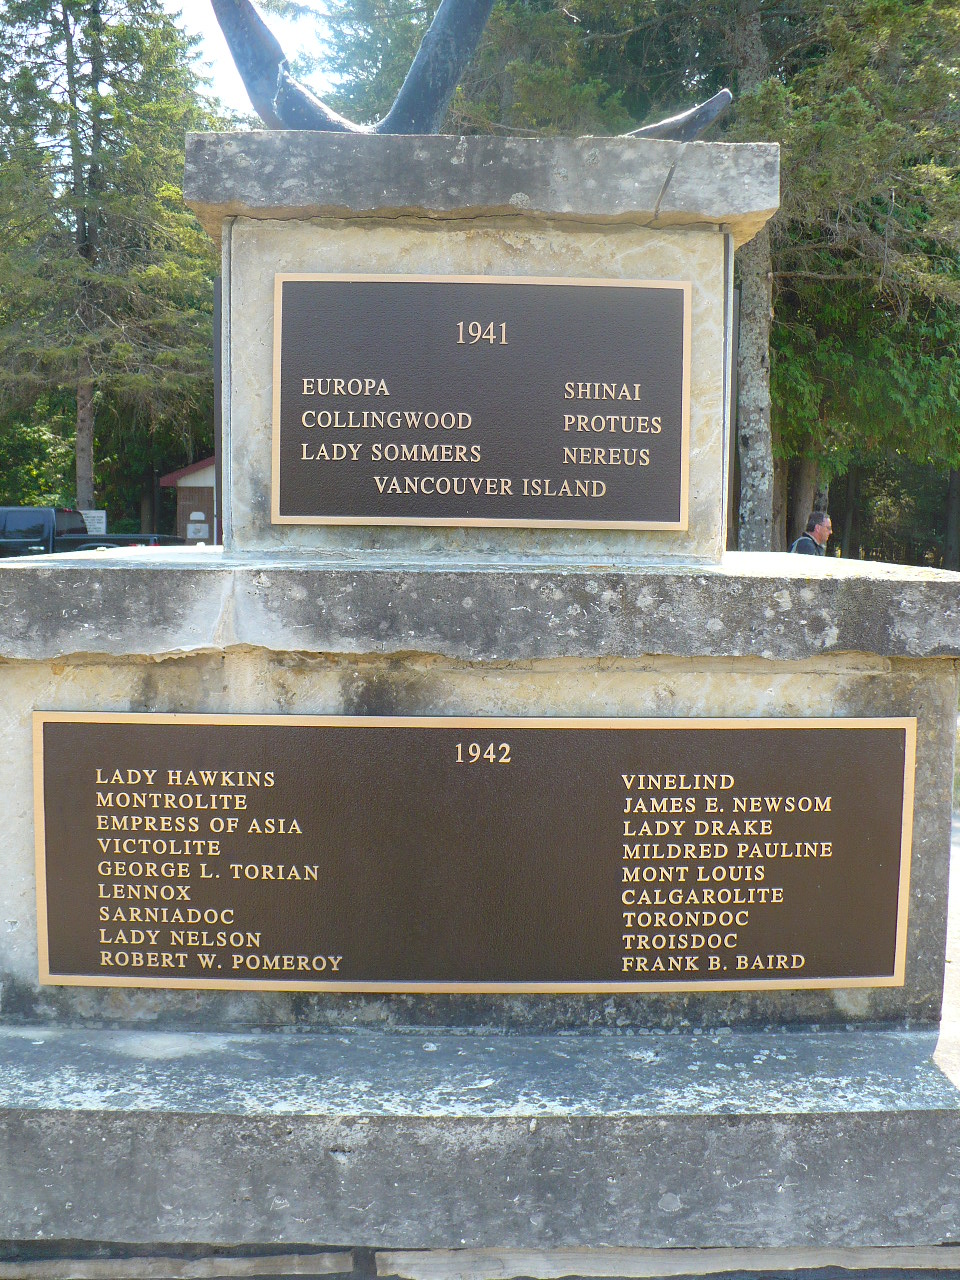 1941
EUROPA SHINAI
COLLINGWOOD PROTUES
LADY SOMMERS NEREUS
VANCOUVER ISLAND
1942
LADY HAWKINS VINELIND
MONTROLITE JAMES E. NEWSOM
EMPRESS OF ASIA LADY DRAKE
VICTOLITE MILDRED PAULINE
GEORGE L. TORIAN MONT LOUIS
LENNOX CALGAROLITE
SARNIADOC TORONDOC
LADY NELSON TROISDOC
ROBERT W. POMEROY FRANK B. BAIRD